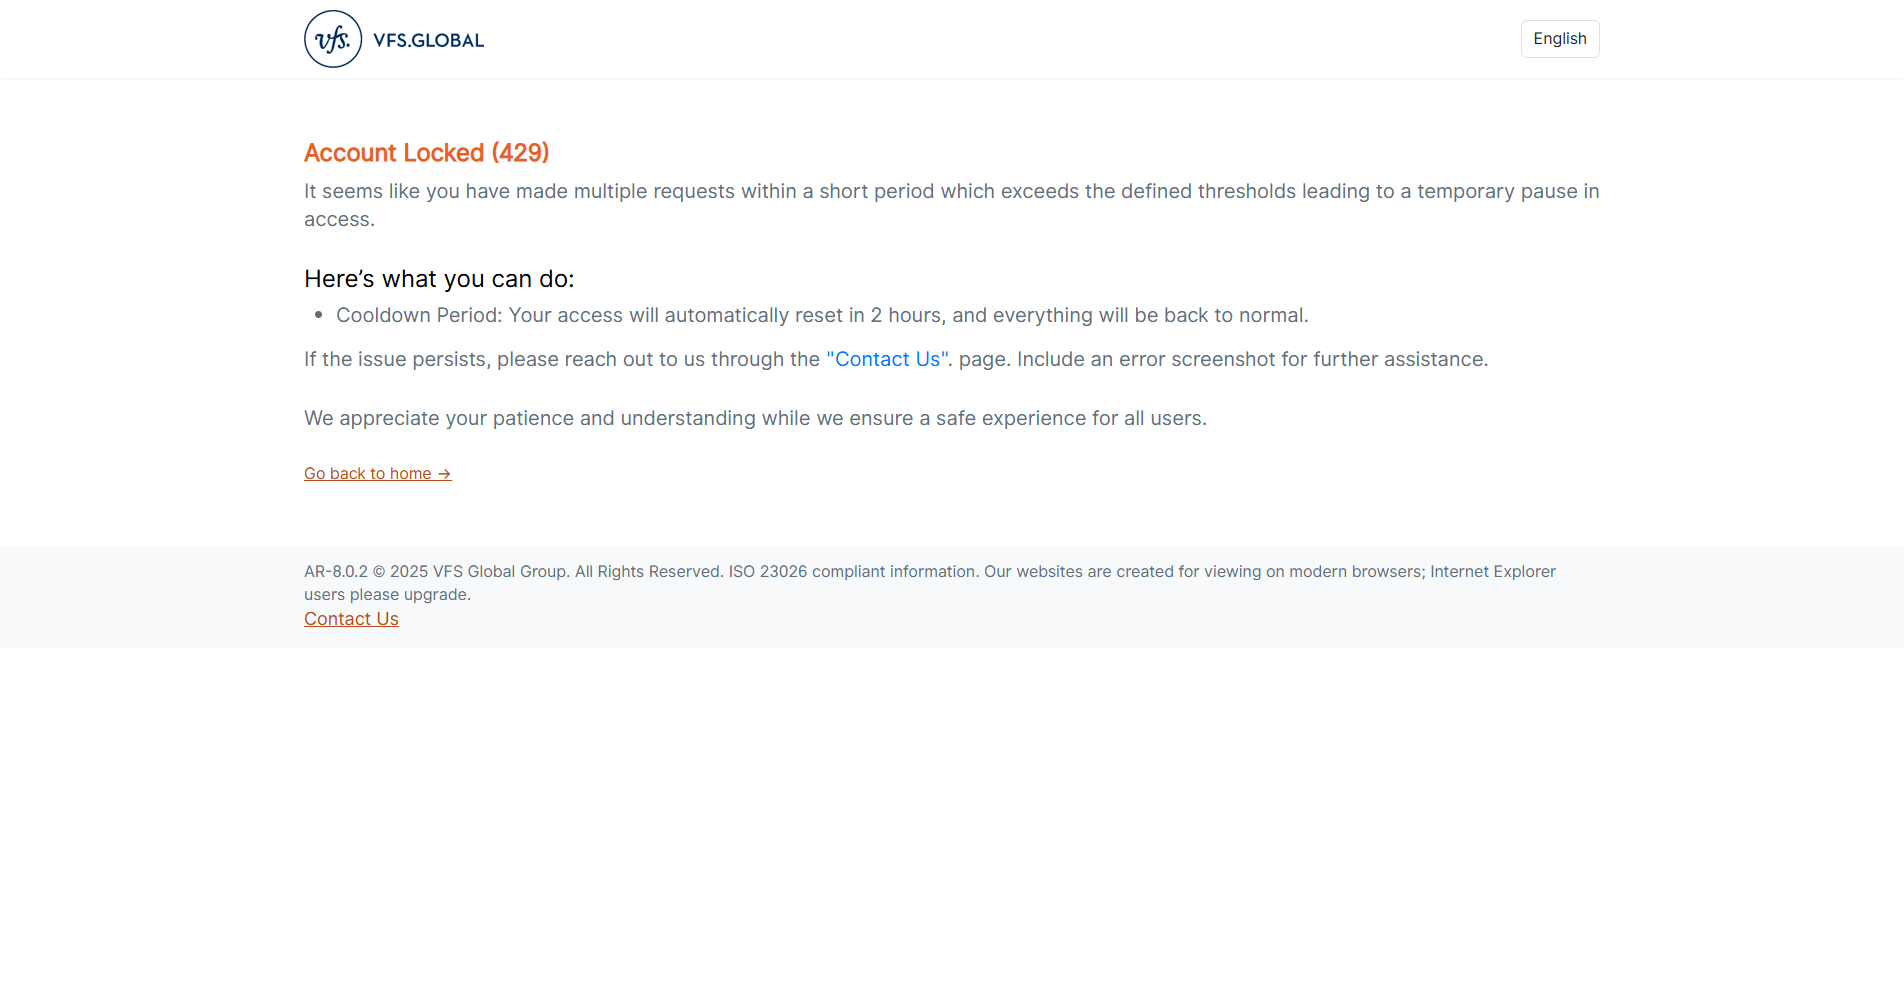 vfs. VFS.GLOBAL
English
Account Locked (429)
It seems like you have made multiple requests within a short period which exceeds the defined thresholds leading to a temporary pause in
access.
Here’s what you can do:
• Cooldown Period: Your access will automatically reset in 2 hours, and everything will be back to normal.
If the issue persists, please reach out to us through the "Contact Us". page. Include an error screenshot for further assistance.
We appreciate your patience and understanding while we ensure a safe experience for all users.
Go back to home →
AR-8.0.2 © 2025 VFS Global Group. All Rights Reserved. ISO 23026 compliant information. Our websites are created for viewing on modern browsers; Internet Explorer
users please upgrade.
Contact Us